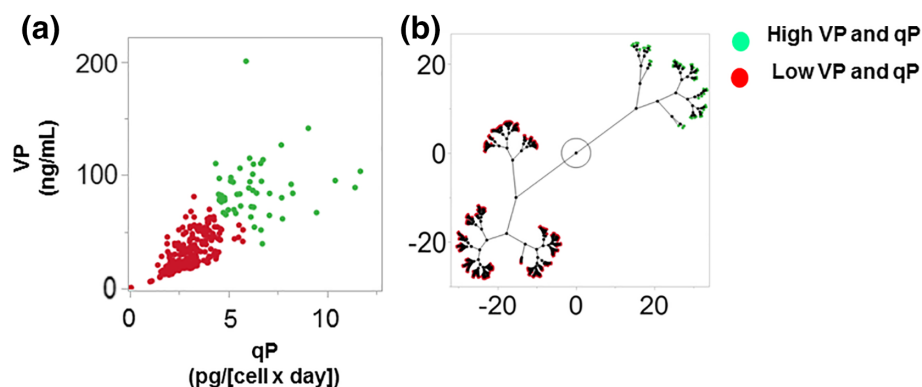 (a)
VP
(ng/mL)
200
100
0
0
5
10
qP
(pg/[cell x day])
(b)
20
0
-20
-20
0
20
High VP and qP
Low VP and qP